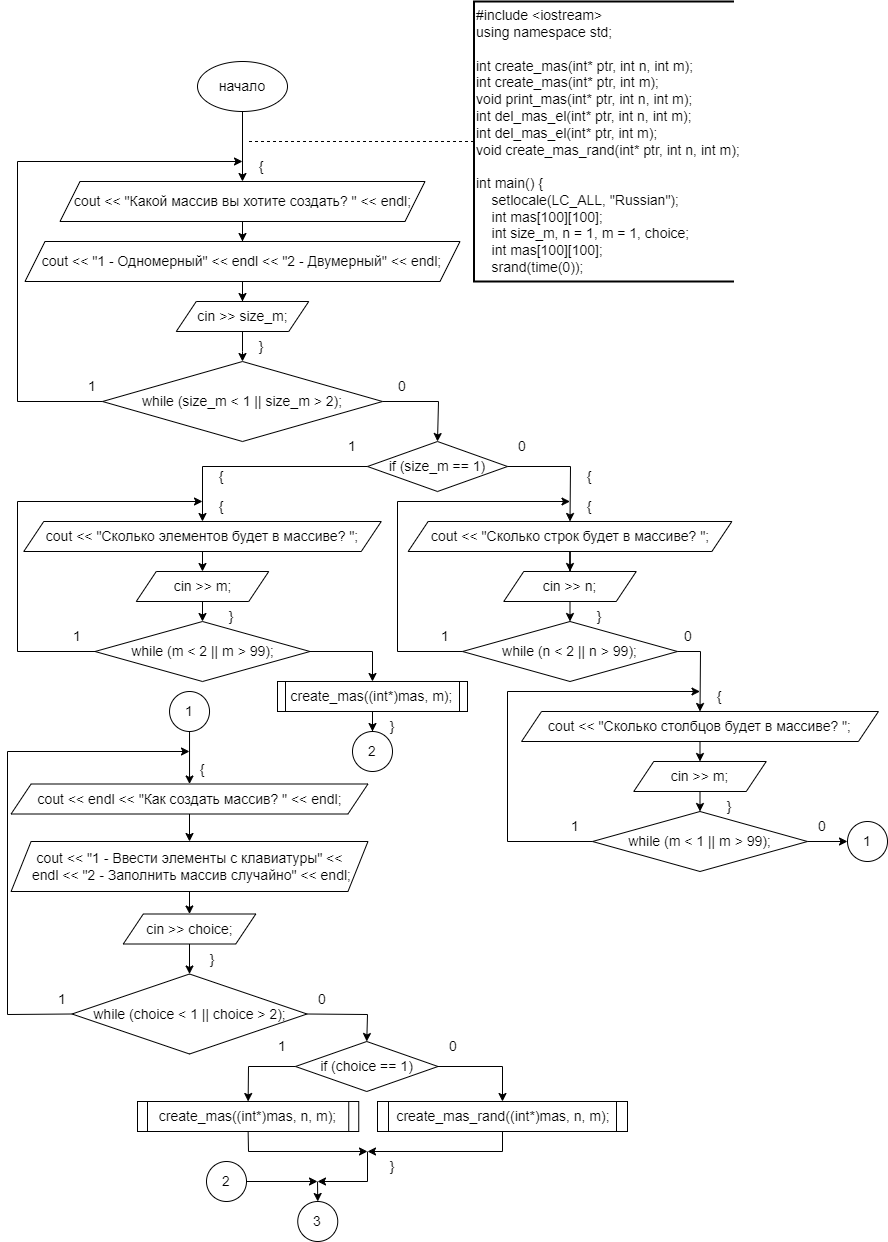 #include <iostream>
using namespace std;
int create_mas(int* ptr, int n, int m);
int create_mas(int* ptr, int m);
void print_mas(int* ptr, int n, int m);
int del_mas_el(int* ptr, int n, int m);
int del_mas_el(int* ptr, int m);
void create_mas_rand(int* ptr, int n, int m);
int main() {
setlocale(LC_ALL, "Russian");
int mas[100][100];
int size_m, n = 1, m = 1, choice;
int mas[100][100];
srand(time(0));
начало
{
cout << "Какой массив вы хотите создать? " << endl;
cout << "1 - Одномерный" << endl << "2 - Двумерный" << endl;
cin >> size_m;
}
1
while (size_m < 1 || size_m > 2);
0
1
if (size_m == 1)
0
{
{
cout << "Сколько элементов будет в массиве? ";
cin >> m;
}
1
while (m < 2 || m > 99);
create_mas((int*)mas, m);
}
2
{
{
cout << "Сколько строк будет в массиве? ";
cin >> n;
}
1
while (n < 2 || n > 99);
0
{
cout << "Сколько столбцов будет в массиве? ";
cin >> m;
}
1
while (m < 1 || m > 99);
0
1
1
{
cout << endl << "Как создать массив? " << endl;
cout << "1 - Ввести элементы с клавиатуры" <<
endl << "2 - Заполнить массив случайно" << endl;
cin >> choice;
}
1
while (choice < 1 || choice > 2);
0
1
if (choice == 1)
0
create_mas((int*)mas, n, m);
create_mas_rand((int*)mas, n, m);
}
2
3